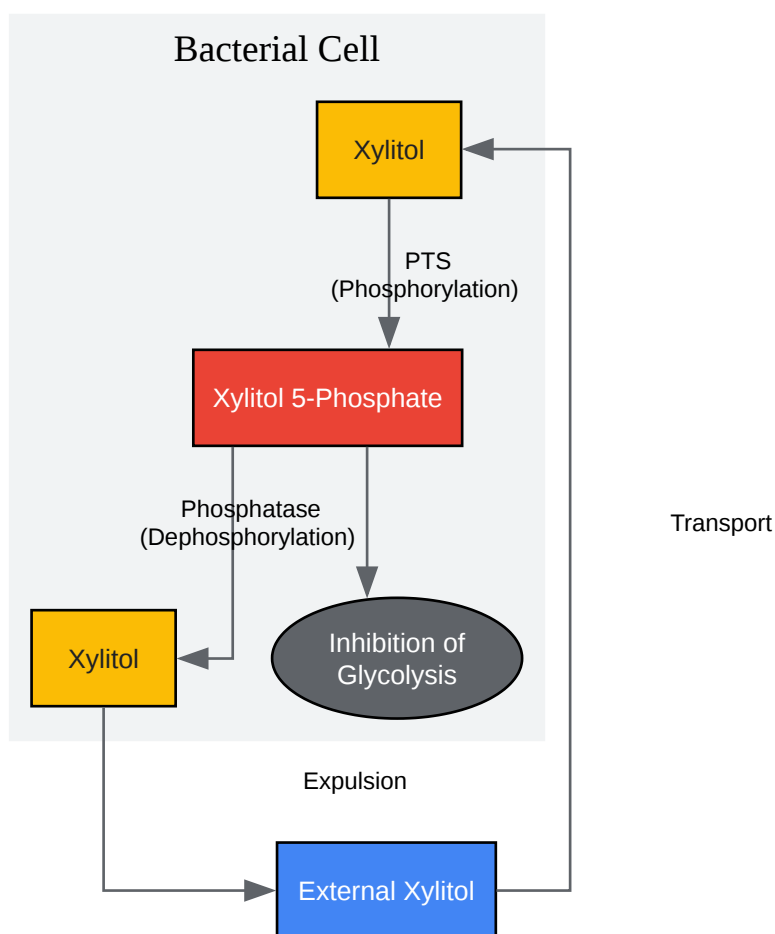 Bacterial Cell
Xylitol
PTS
(Phosphorylation)
Xylitol 5-Phosphate
Phosphatase
(Dephosphorylation)
Transport
Xylitol
Inhibition of
Glycolysis
Expulsion
External Xylitol